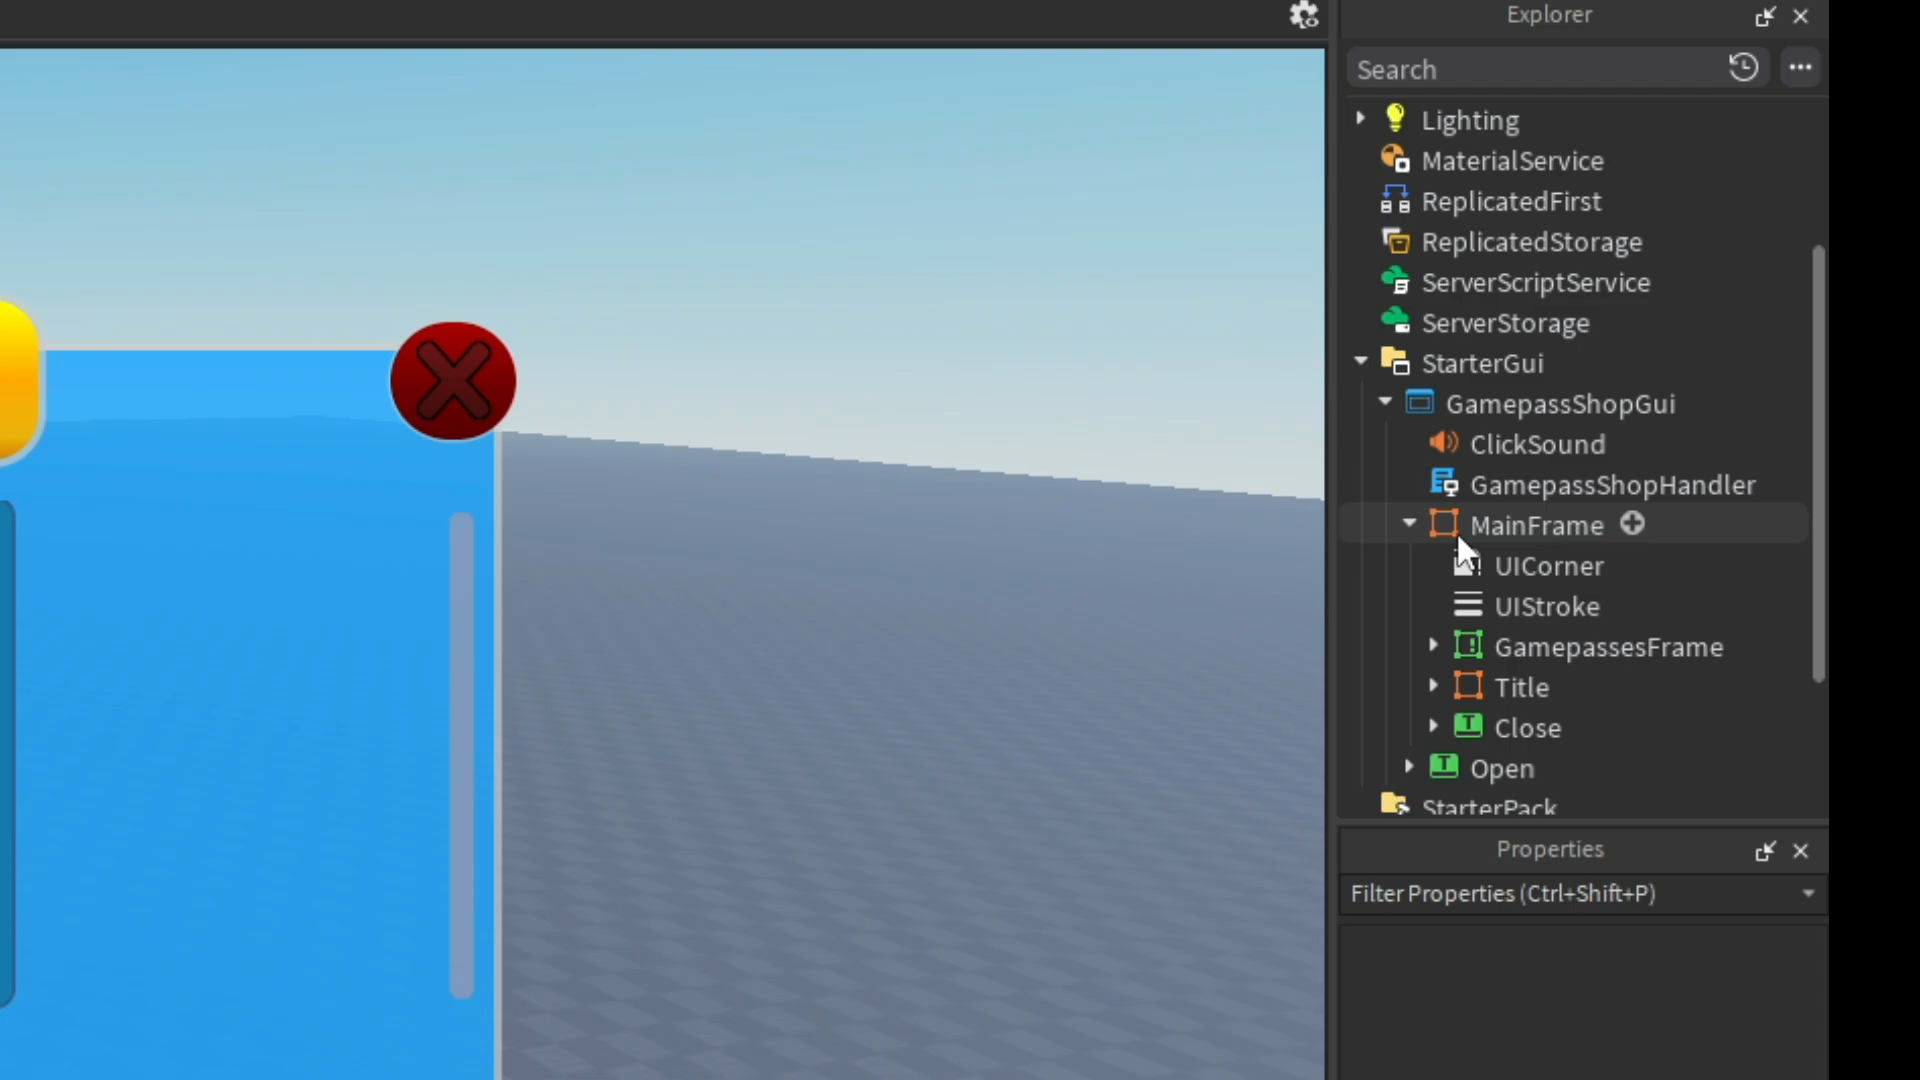 Explorer
Search
Lighting
MaterialService
ReplicatedFirst
ReplicatedStorage
ServerScriptService
ServerStorage
StarterGui
GamepassShopGui
ClickSound
GamepassShopHandler
MainFrame
UICorner
UIStroke
GamepassesFrame
Title
Close
Open
StarterPack
Properties
Filter Properties (Ctrl+Shift+P)